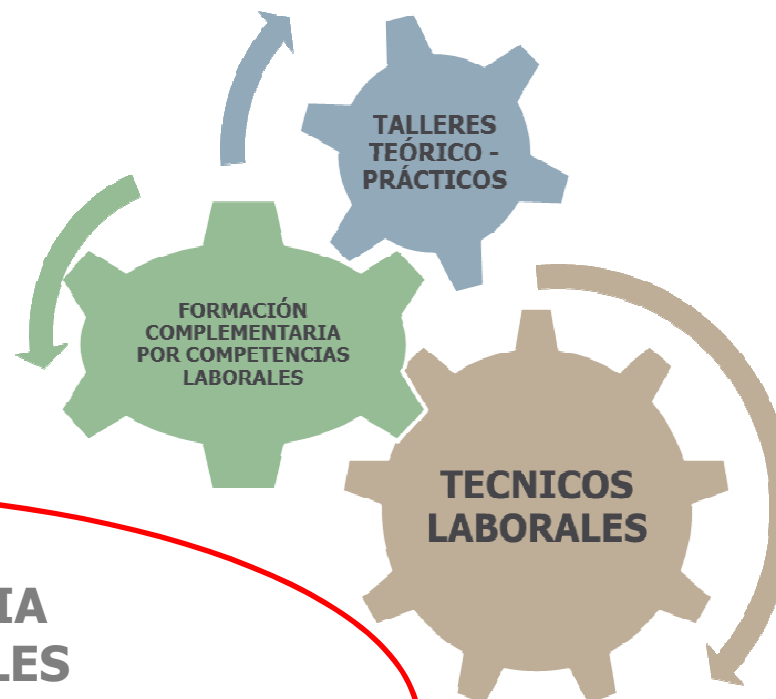 TALLERES
TEÓRICO -
PRÁCTICOS
FORMACIÓN
COMPLEMENTARIA
POR COMPETENCIAS
LABORALES
TECNICOS
LABORALES
IA
LES